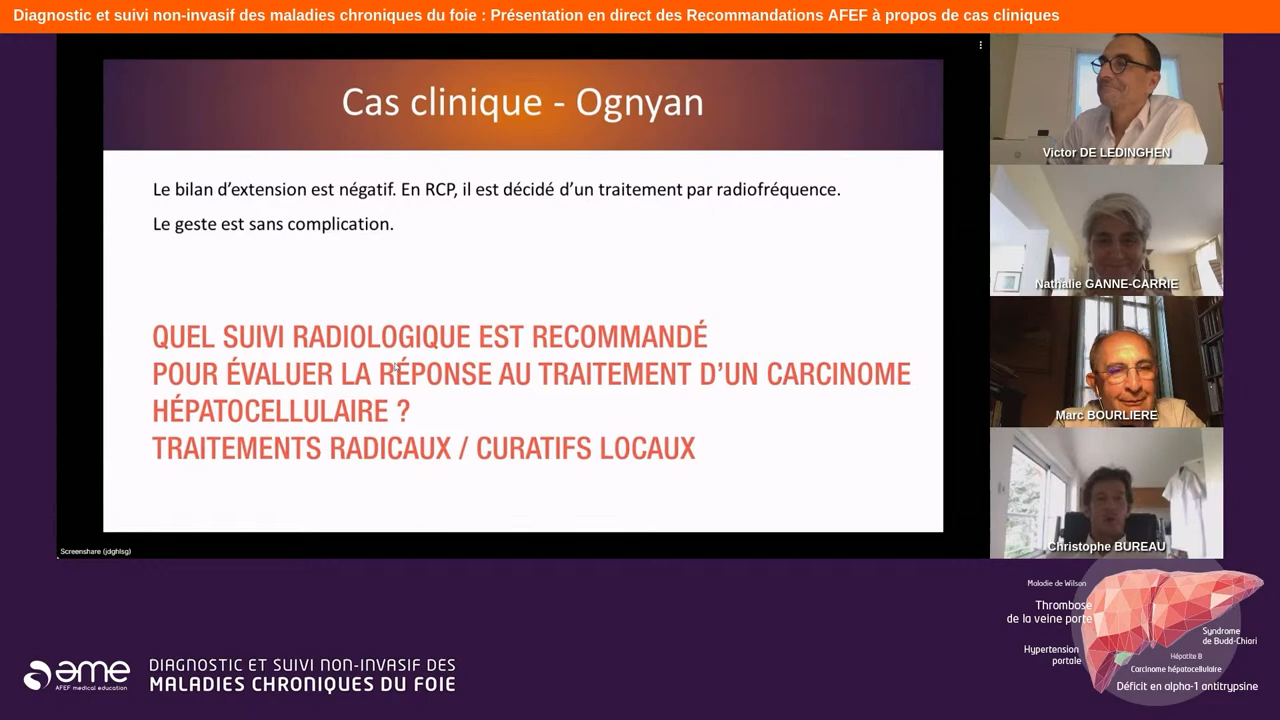 Diagnostic et suivi non-invasif des maladies chroniques du foie : Présentation en direct des Recommandations AFEF à propos de cas cliniques
Cas clinique - Ognyan
Le bilan d’extension est négatif. En RCP, il est décidé d’un traitement par radiofréquence.
Le geste est sans complication.
QUEL SUIVI RADIOLOGIQUE EST RECOMMANDÉ
POUR ÉVALUER LA RÉPONSE AU TRAITEMENT D’UN CARCINOME
HÉPATOCELLULAIRE ?
TRAITEMENTS RADICAUX / CURATIFS LOCAUX
Screenshare (jdghlsg)
Victor DE LEDINGHEN
Nathalie GANNE-CARRIE
Marc BOURLIERE
Christophe BUREAU
ame
AFEF medical education
DIAGNOSTIC ET SUIVI NON-INVASIF DES
MALADIES CHRONIQUES DU FOIE
Maladie de Wilson
Thrombose
de la veine porte
Hypertension
portale
Syndrome
de Budd-Chiari
Hépatite B
Carcinome hépatocellulaire
Déficit en alpha-1 antitrypsine